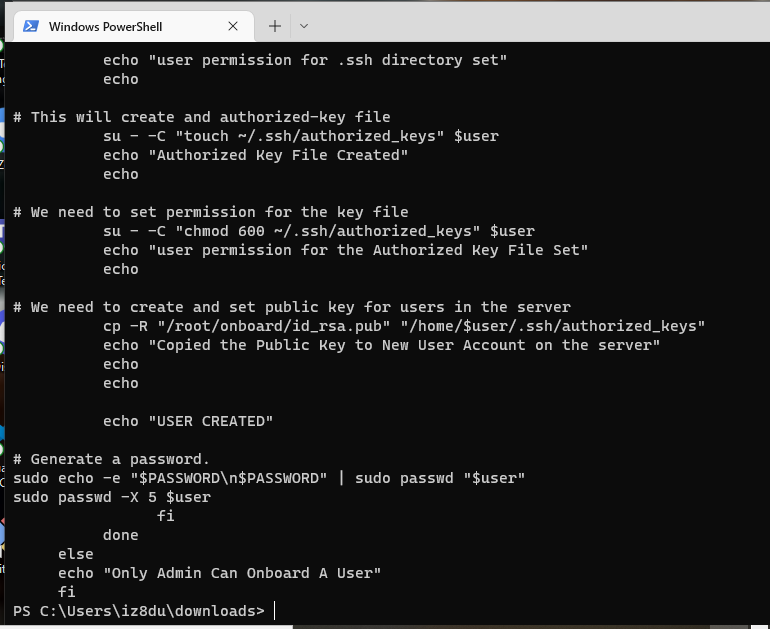 Windows PowerShell
echo "user permission for .ssh directory set"
echo
# This will create and authorized-key file
su - -C "touch ~/.ssh/authorized_keys" $user
echo "Authorized Key File Created"
echo
# We need to set permission for the key file
su - -C "chmod 600 ~/.ssh/authorized_keys" $user
echo "user permission for the Authorized Key File Set"
echo
# We need to create and set public key for users in the server
cp -R "/root/onboard/id_rsa.pub" "/home/$user/.ssh/authorized_keys"
echo "Copied the Public Key to New User Account on the server"
echo
echo
echo "USER CREATED"
# Generate a password.
sudo echo -e "$PASSWORD\n$PASSWORD" | sudo passwd "$user"
sudo passwd -X 5 $user
fi
done
else
echo "Only Admin Can Onboard A User"
fi
PS C:\Users\iz8du\downloads>